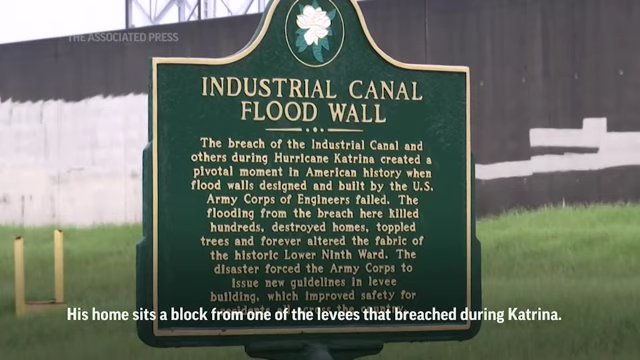 THE ASSOCIATED PRESS
INDUSTRIAL CANAL
FLOOD WALL
The breach of the Industrial Canal and
others during Hurricane Katrina created a
pivotal moment in American history when
flood walls designed and built by the U.S.
Army Corps of Engineers failed. The
flooding from the breach here killed
hundreds, destroyed homes, toppled
trees and forever altered the fabric of
the historic Lower Ninth Ward. The
disaster forced the Army Corps to
issue new guidelines in levee
building, which improved safety for
His home sits a block from one of the levees that breached during Katrina.